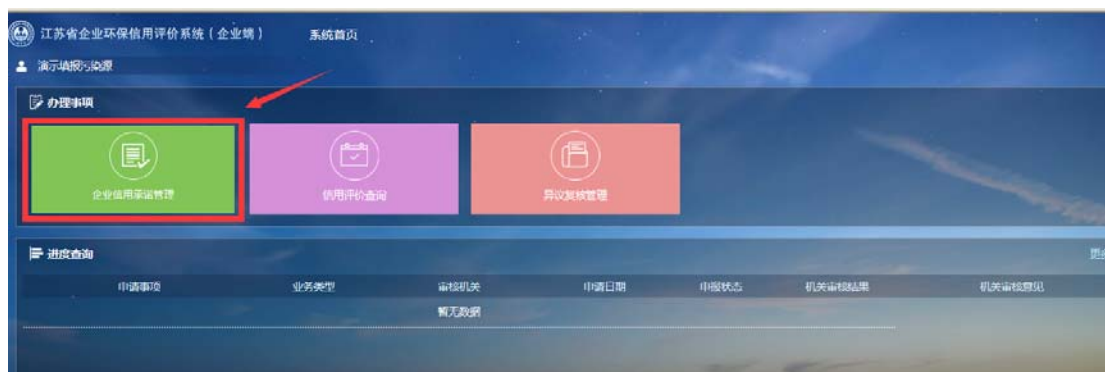 江苏省企业环保信用评价系统（企业端） 系统首页
演示填报污染源
办理事项
企业信用承诺管理 信用评价查询 异议复核管理
进度查询 更
申请事项 业务类型 审核机关 申请日期 申报状态 机关审核结果 机关审核意见
暂无数据